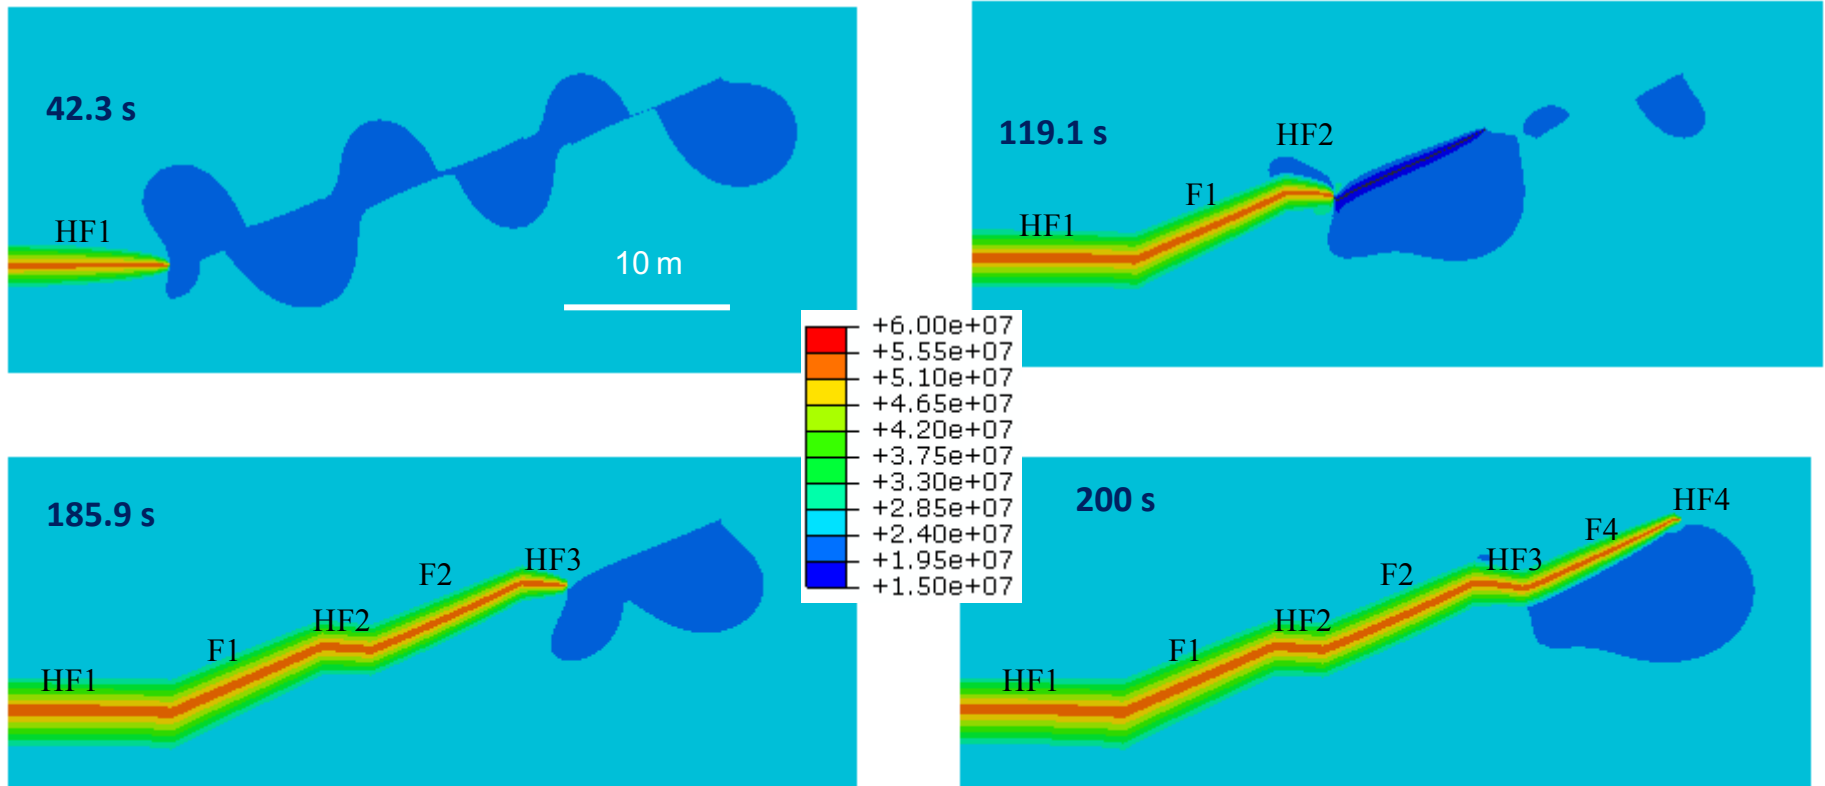 42.3 s
HF1
10 m
119.1 s
HF2
F1
HF1
+6.00e+07
+5.55e+07
+5.10e+07
+4.65e+07
+4.20e+07
+3.75e+07
+3.30e+07
+2.85e+07
+2.40e+07
+1.95e+07
+1.50e+07
185.9 s
HF3
F2
HF2
F1
HF1
200 s
HF4
F4
HF3
F2
HF2
F1
HF1